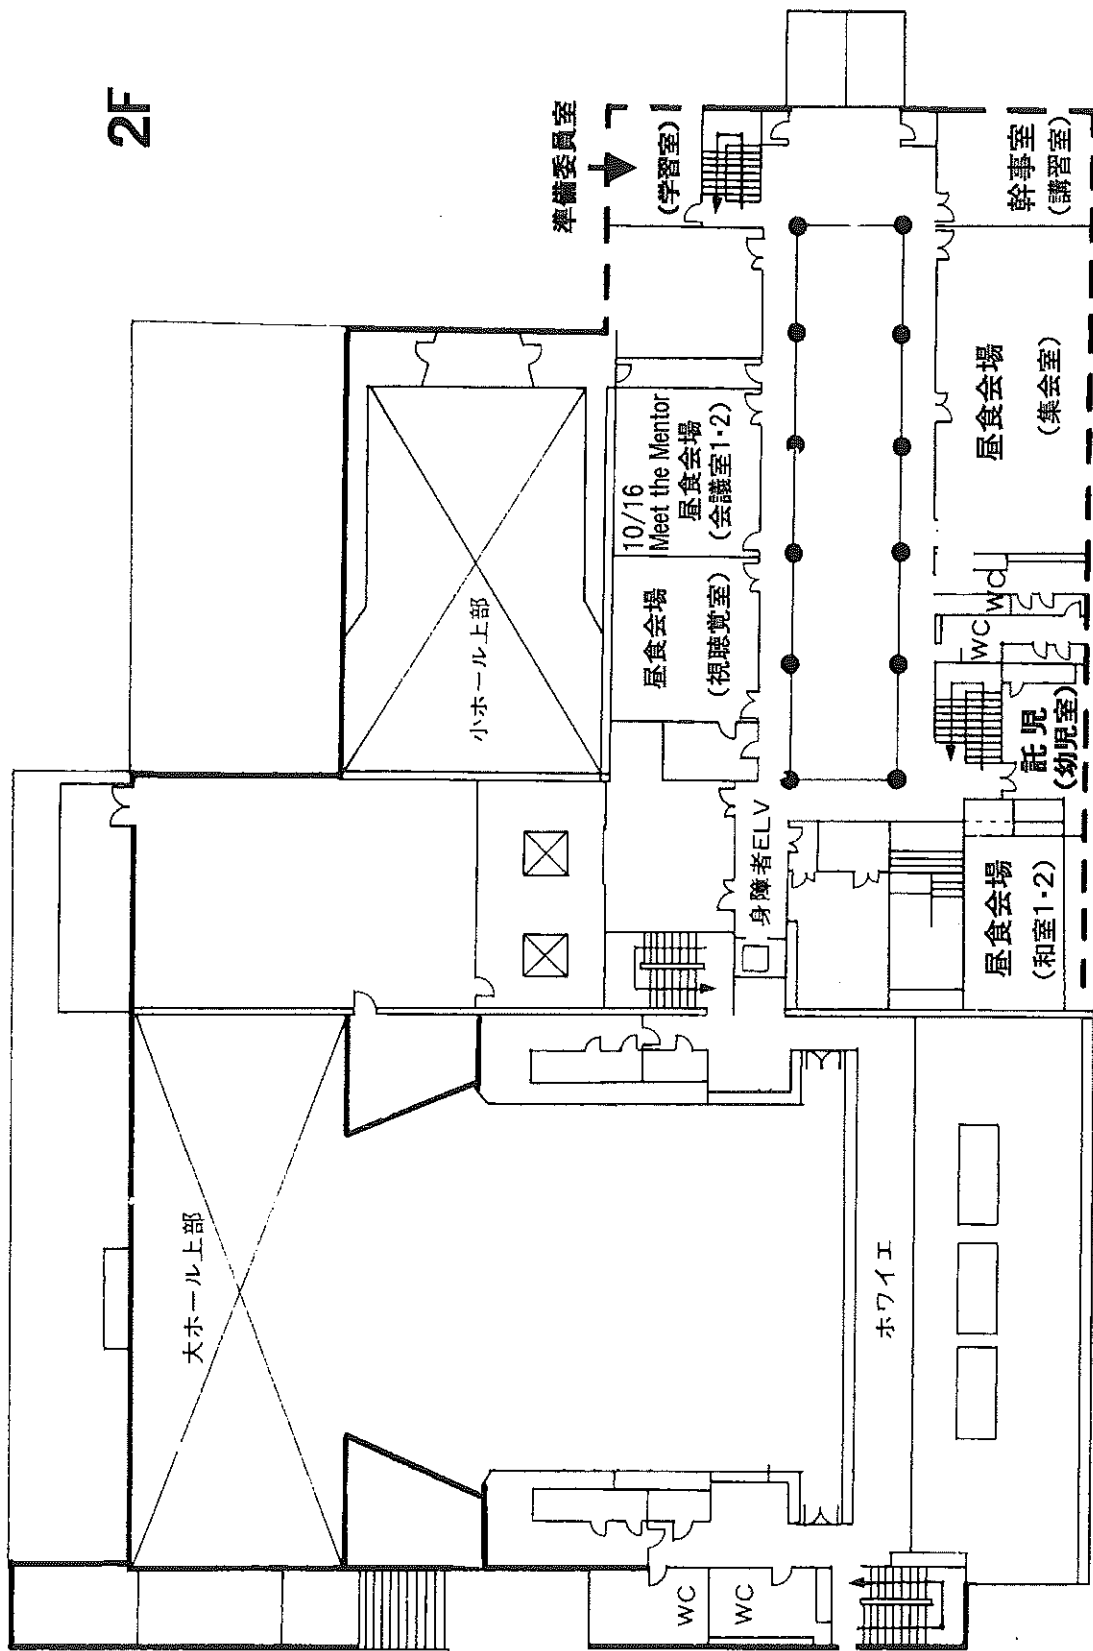 2F
準備委員室
(学習室)
幹事室
(講習室)
10/16
Meet the Mentor
昼食会場
(会議室1・2)
昼食会場
(視聴覚室)
昼食会場
(集会室)
小ホール上部
WC
WC
託児
(幼児室)
身障者ELV
昼食会場
(和室1・2)
大ホール上部
ホワイエ
WC
WC